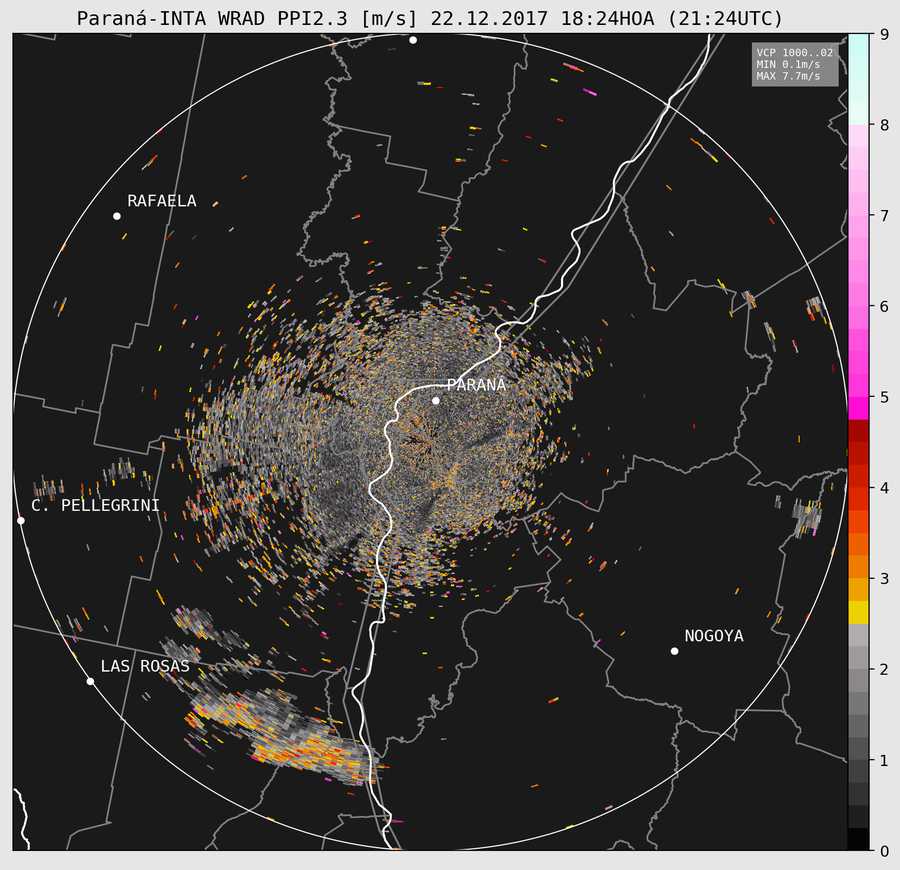 Paraná-INTA WRAD PPI2.3 [m/s] 22.12.2017 18:24HOA (21:24UTC)
VCP 1000..02
MIN 0.1m/s
MAX 7.7m/s
9
8
7
6
5
4
3
2
1
0
RAFAELA
PARANÁ
C. PELLEGRINI
NOGOYA
LAS ROSAS